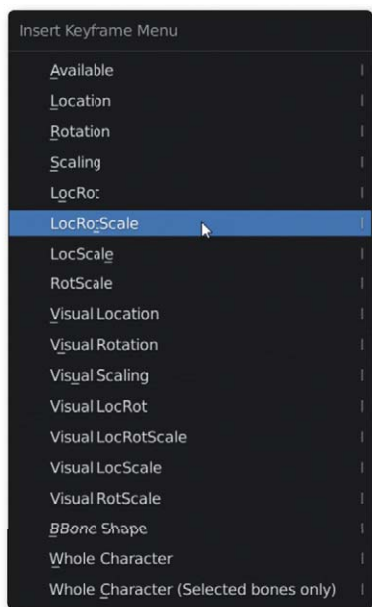 Insert Keyframe Menu
Available
Location
Rotation
Scaling
LocRot
LocRotScale
LocScale
RotScale
Visual Location
Visual Rotation
Visual Scaling
Visual LocRot
Visual LocRotScale
Visual LocScale
Visual RotScale
BBone Shape
Whole Character
Whole Character (Selected bones only)